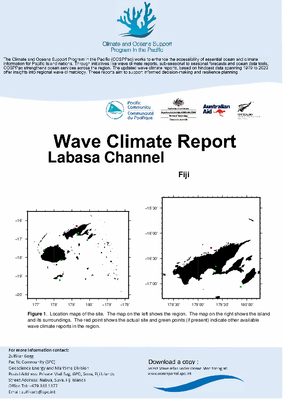 Climate and Oceans Support
Program in the Pacific
The Climate and Oceans Support Program in the Pacific (COSPPac) works to enhance the accessibility of essential ocean and climate
information for Pacific Islands nations. Through initiatives like wave climate reports, sub-seasonal to seasonal forecasts and ocean data tools,
COSPPac strengthens ocean services across the region. The updated wave climate reports, based on hindcast data spanning 1979 to 2023
offer insights into regional wave climatology. These reports aim to support informed decision-making and resilience planning.
Pacific
Community
Communauté
du Pacifique
Australian
Aid
Wave Climate Report
Labasa Channel
Fiji
Figure 1. Location maps of the site. The map on the left shows the region. The map on the right shows the island
and its surroundings. The red point shows the actual site and green points (if present) indicate other available
wave climate reports in the region.
For more information contact:
Pacific Community (SPC)
Geoscience Energy and Maritime Division
Download a copy :